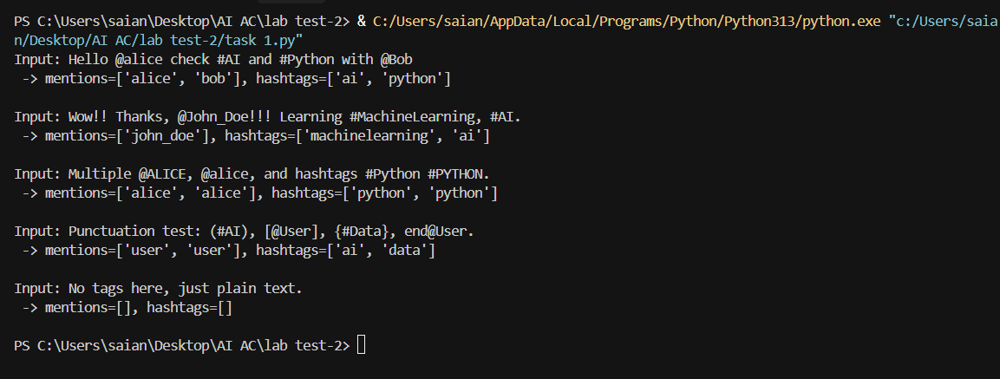 PS C:\Users\saian\Desktop\AI AC\lab test-2> & C:/Users/saian/AppData/Local/Programs/Python/Python313/python.exe "c:/Users/saia
n/Desktop/AI AC/lab test-2/task 1.py"
Input: Hello @alice check #AI and #Python with @Bob
 -> mentions=['alice', 'bob'], hashtags=['ai', 'python']

Input: Wow!! Thanks, @John_Doe!!! Learning #MachineLearning, #AI.
 -> mentions=['john_doe'], hashtags=['machinelearning', 'ai']

Input: Multiple @ALICE, @alice, and hashtags #Python #PYTHON.
 -> mentions=['alice', 'alice'], hashtags=['python', 'python']

Input: Punctuation test: (#AI), [@User], {#Data}, end@User.
 -> mentions=['user', 'user'], hashtags=['ai', 'data']

Input: No tags here, just plain text.
 -> mentions=[], hashtags=[]

PS C:\Users\saian\Desktop\AI AC\lab test-2>